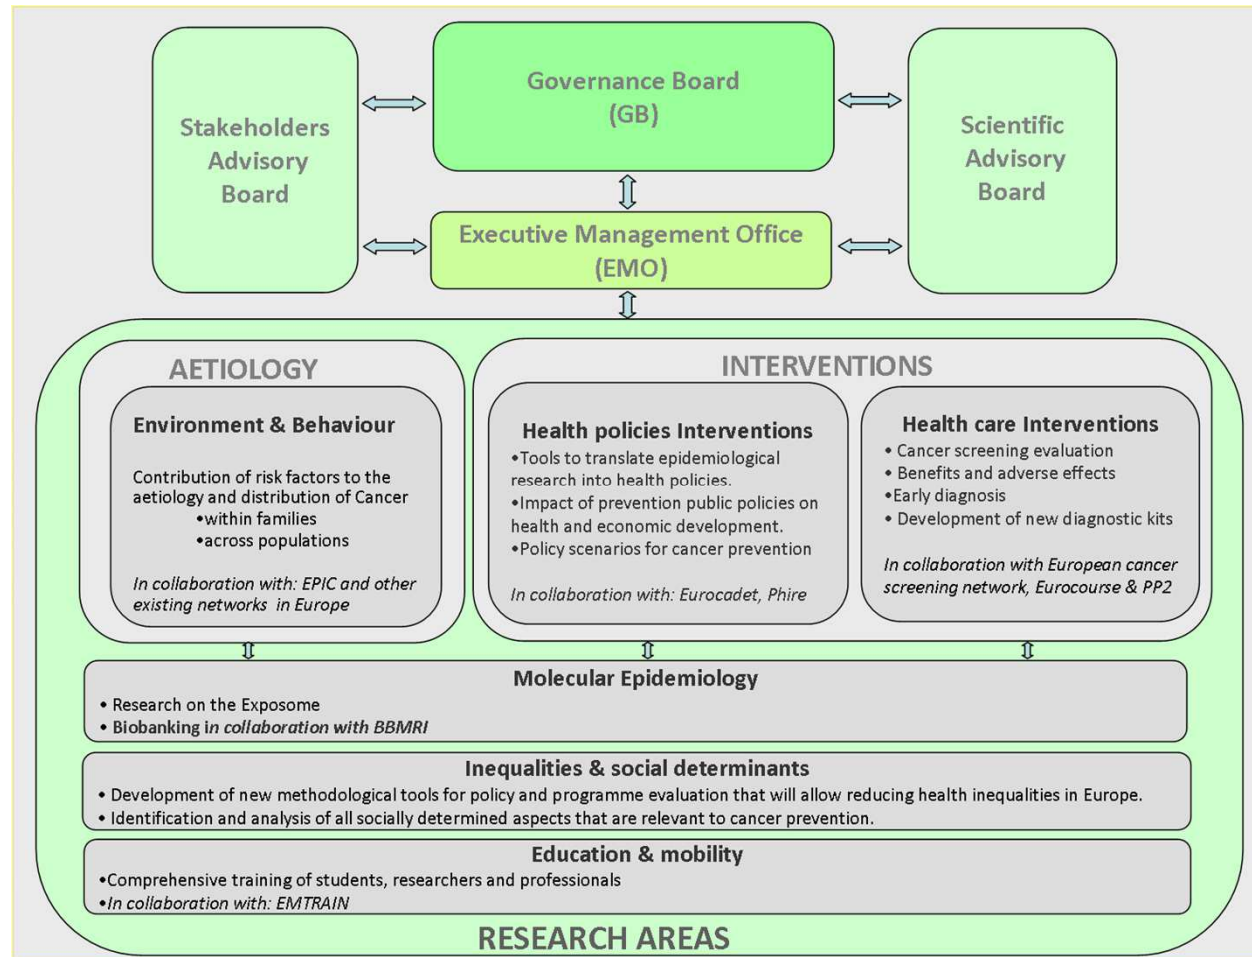 Stakeholders
Advisory
Board
Governance Board
(GB)
Scientific
Advisory
Board
Executive Management Office
(EMO)
AETIOLOGY
Environment & Behaviour
Contribution of risk factors to the
aetiology and distribution of Cancer
•within families
•across populations
In collaboration with: EPIC and other
existing networks in Europe
INTERVENTIONS
Health policies Interventions
•Tools to translate epidemiological
research into health policies.
•Impact of prevention public policies on
health and economic development.
•Policy scenarios for cancer prevention
In collaboration with: Eurocadet, Phire
Health care Interventions
• Cancer screening evaluation
• Benefits and adverse effects
•Early diagnosis
• Development of new diagnostic kits
In collaboration with European cancer
screening network, Eurocourse & PP2
Molecular Epidemiology
• Research on the Exposome
• Biobanking in collaboration with BBMRI
Inequalities & social determinants
• Development of new methodological tools for policy and programme evaluation that will allow reducing health inequalities in Europe.
• Identification and analysis of all socially determined aspects that are relevant to cancer prevention.
Education & mobility
•Comprehensive training of students, researchers and professionals
•In collaboration with: EMTRAIN
RESEARCH AREAS